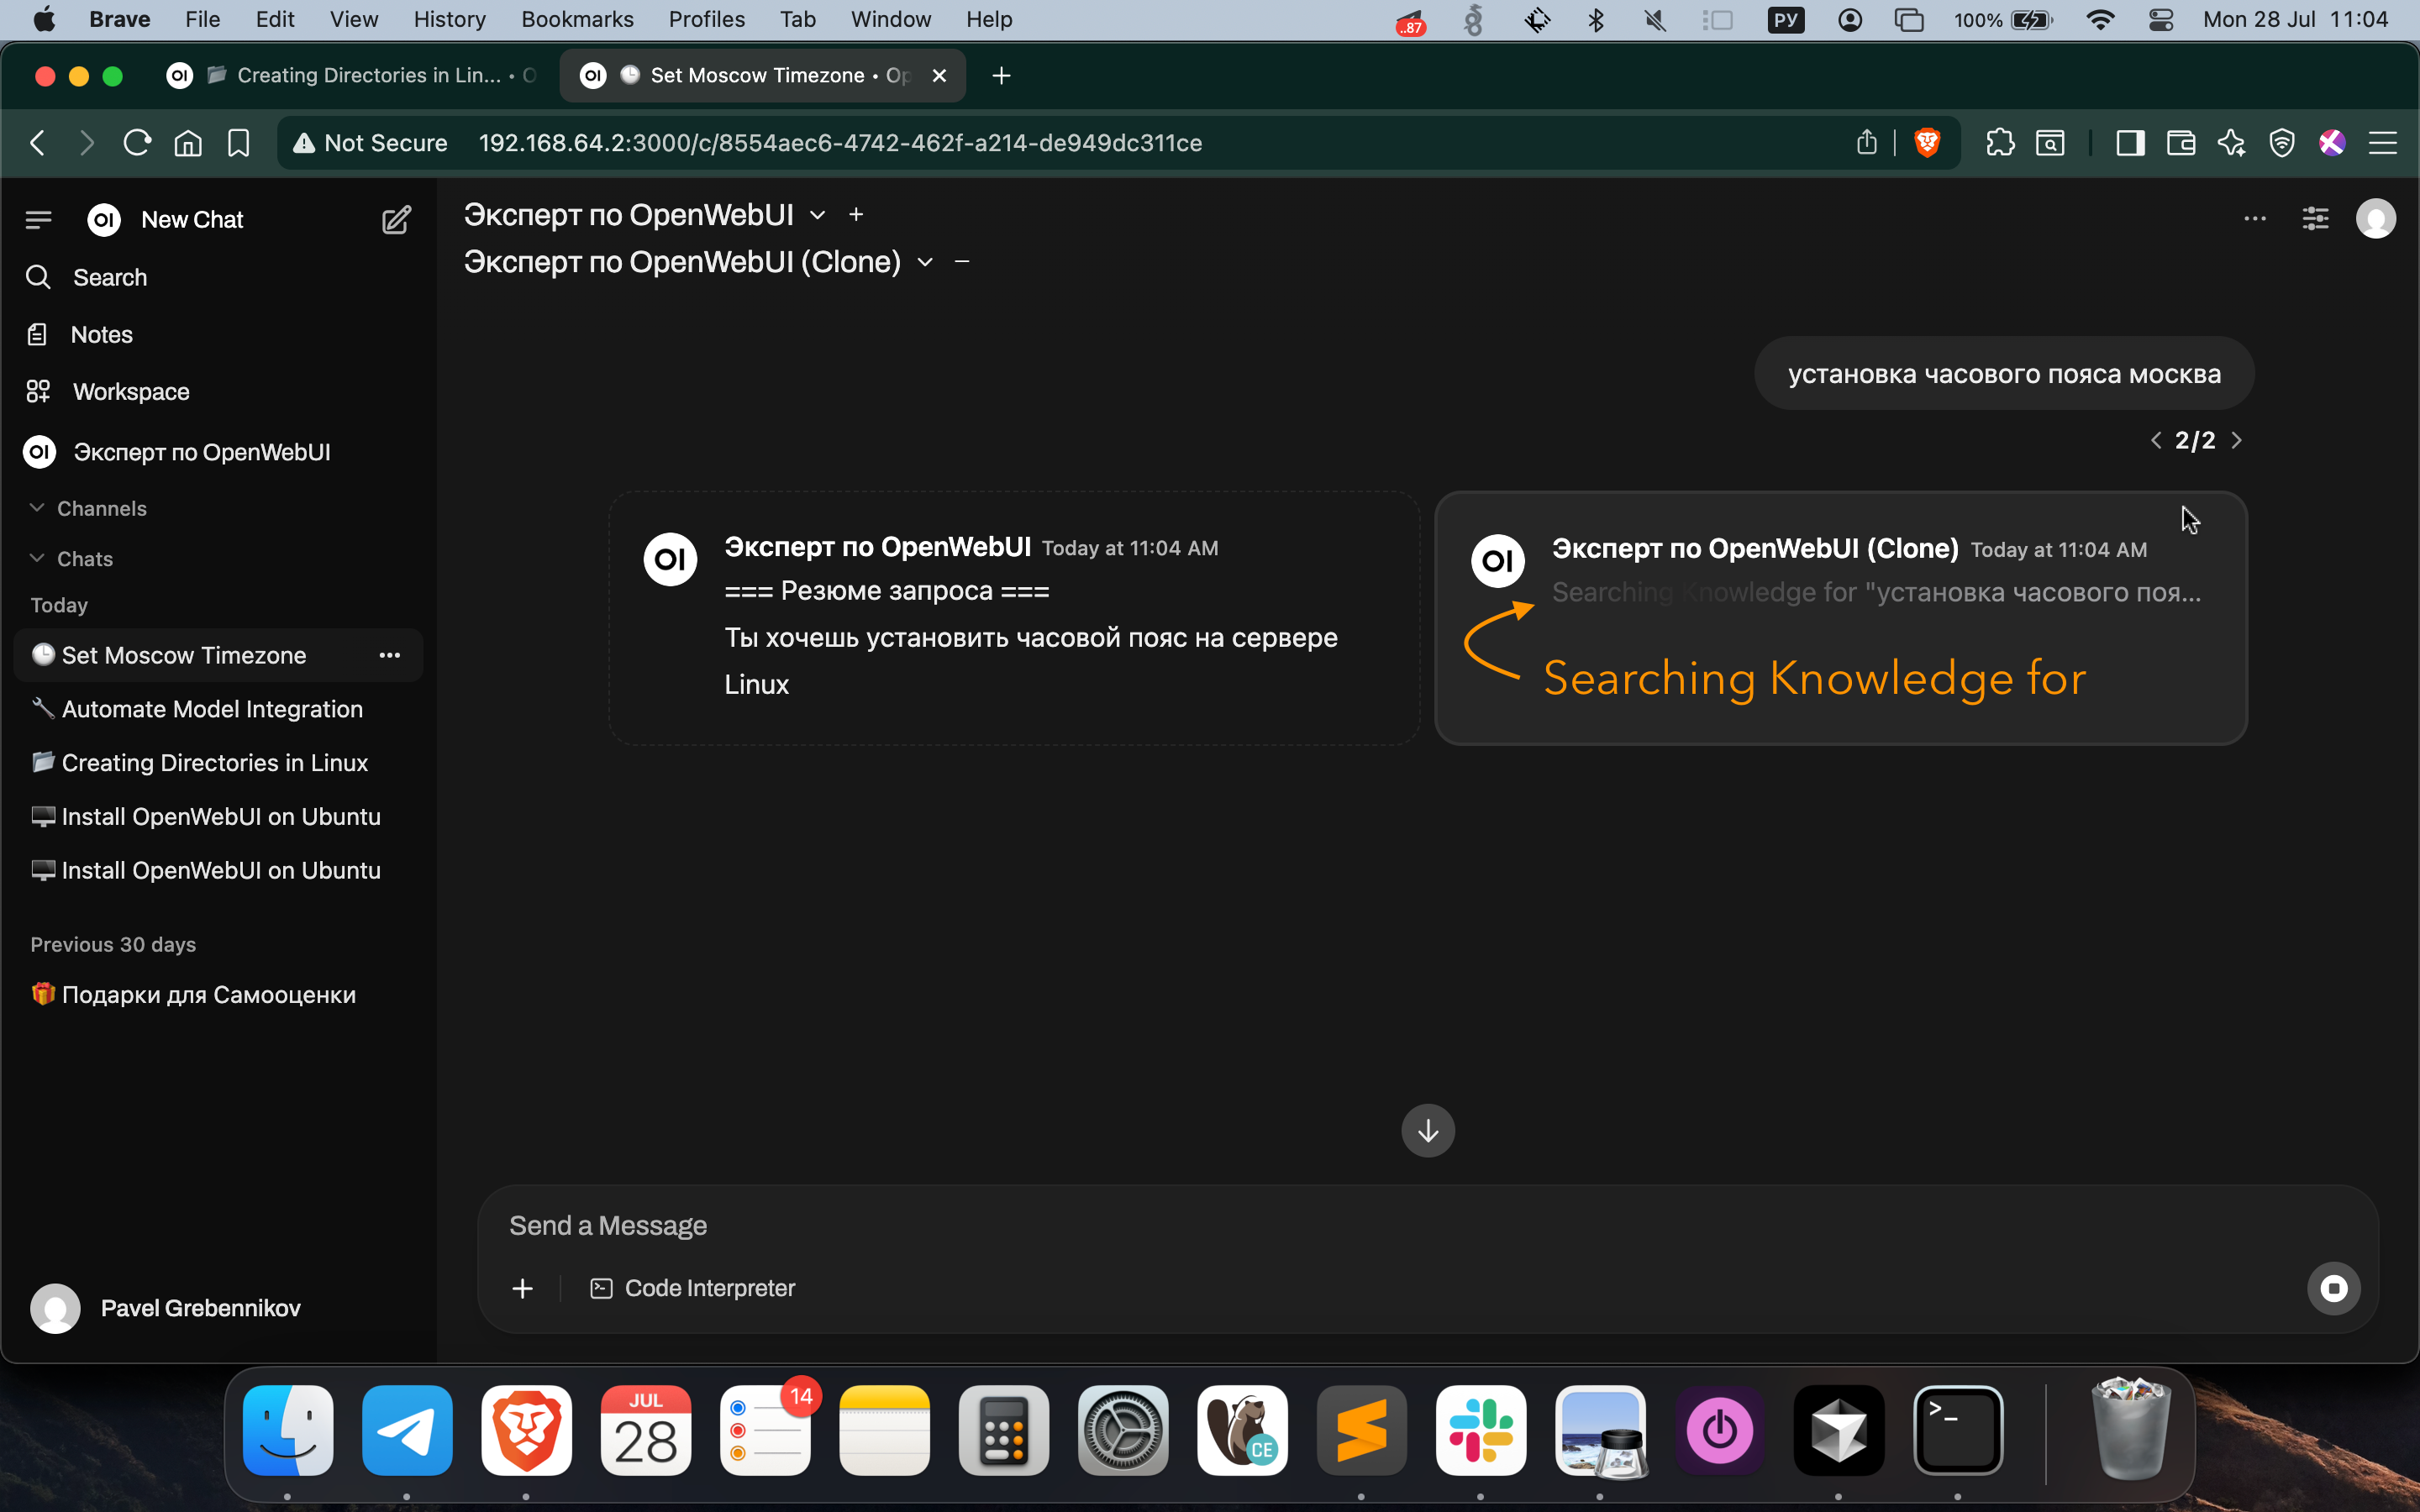 Brave File Edit View History Bookmarks Profiles Tab Window Help ..87 РУ 100% Mon 28 Jul 11:04
OI Creating Directories in Lin... • O OI Set Moscow Timezone • Op
Not Secure 192.168.64.2:3000/c/8554aec6-4742-462f-a214-de949dc311ce
OI New Chat
Search
Notes
Workspace
OI Эксперт по OpenWebUI
Channels
Chats
Today
Set Moscow Timezone
Automate Model Integration
Creating Directories in Linux
Install OpenWebUI on Ubuntu
Install OpenWebUI on Ubuntu
Previous 30 days
Подарки для Самооценки
Pavel Grebennikov
Эксперт по OpenWebUI
Эксперт по OpenWebUI (Clone)
установка часового пояса москва
2/2
OI Эксперт по OpenWebUI Today at 11:04 AM
=== Резюме запроса ===
Ты хочешь установить часовой пояс на сервере
Linux
OI Эксперт по OpenWebUI (Clone) Today at 11:04 AM
Searching Knowledge for "установка часового поя...
Searching Knowledge for
Send a Message
Code Interpreter
JUL
28
14
CE
>_